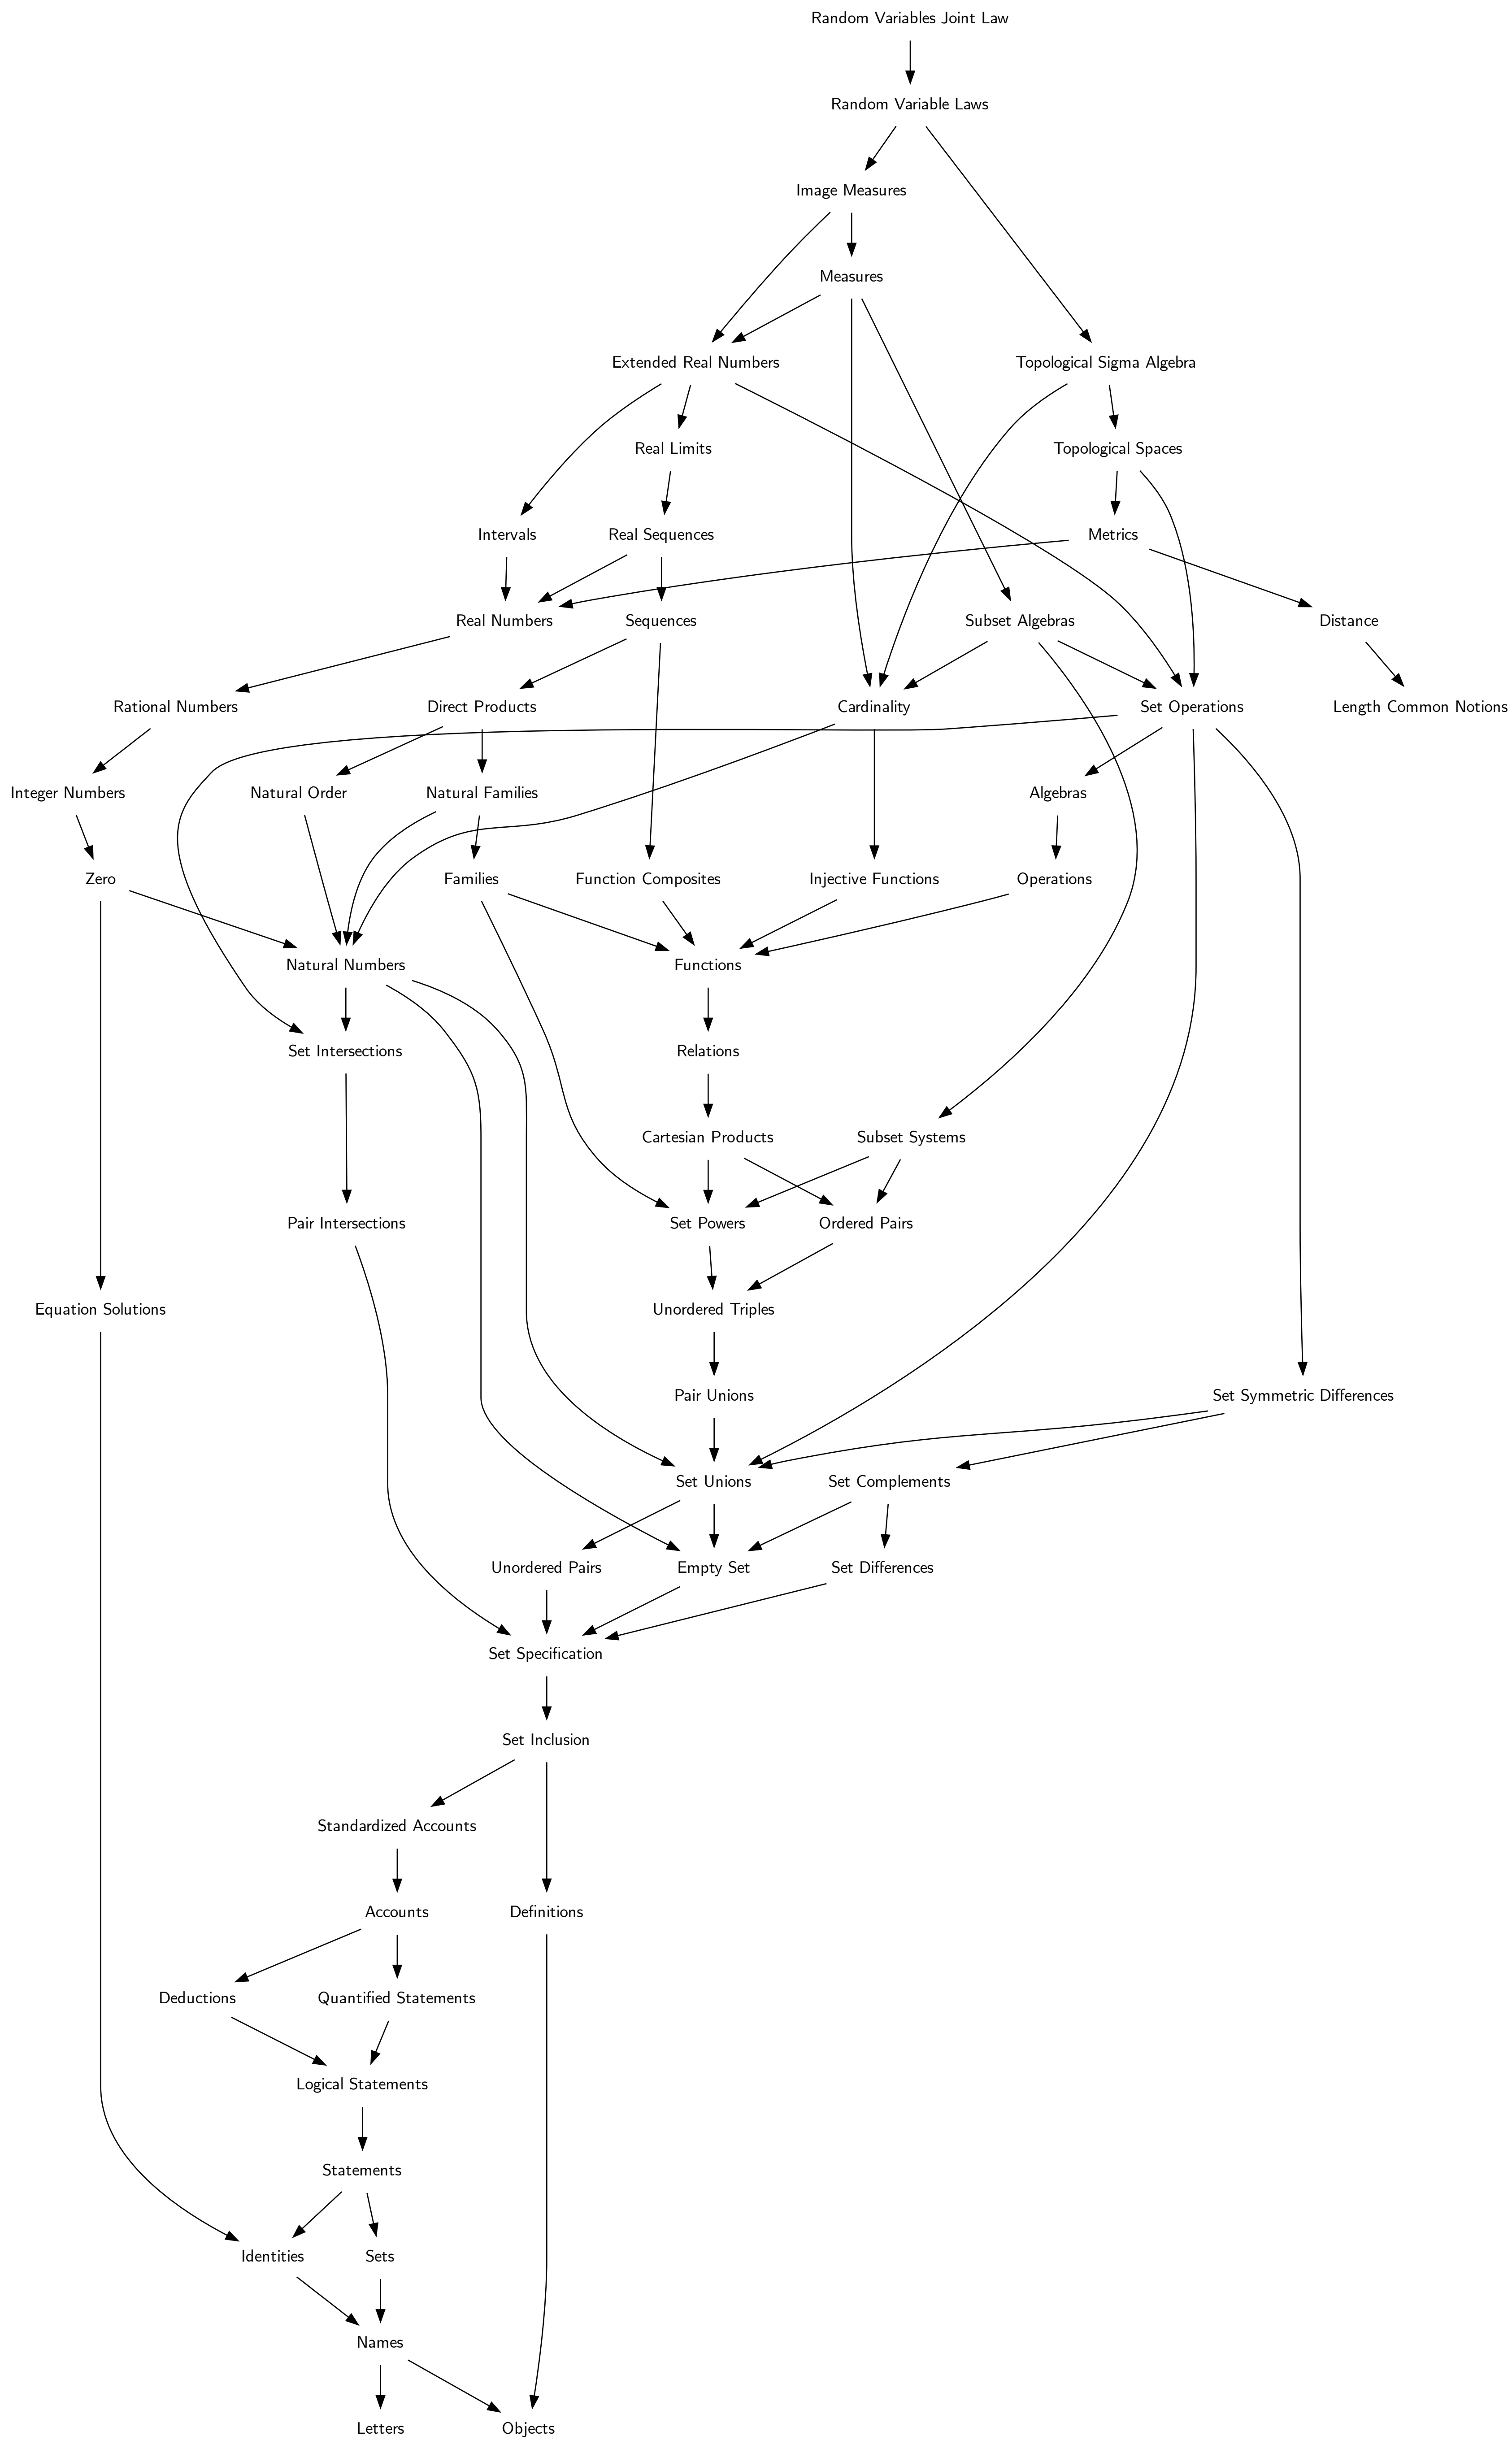 Random Variables Joint Law
Random Variable Laws
Image Measures
Measures
Extended Real Numbers
Topological Sigma Algebra
Real Limits
Topological Spaces
Intervals
Real Sequences
Metrics
Real Numbers
Sequences
Subset Algebras
Distance
Rational Numbers
Direct Products
Cardinality
Set Operations
Length Common Notions
Integer Numbers
Natural Order
Natural Families
Algebras
Zero
Families
Function Composites
Injective Functions
Operations
Natural Numbers
Functions
Set Intersections
Relations
Cartesian Products
Subset Systems
Pair Intersections
Set Powers
Ordered Pairs
Equation Solutions
Unordered Triples
Pair Unions
Set Symmetric Differences
Set Unions
Set Complements
Unordered Pairs
Empty Set
Set Differences
Set Specification
Set Inclusion
Standardized Accounts
Accounts
Definitions
Deductions
Quantified Statements
Logical Statements
Statements
Identities
Sets
Names
Letters
Objects